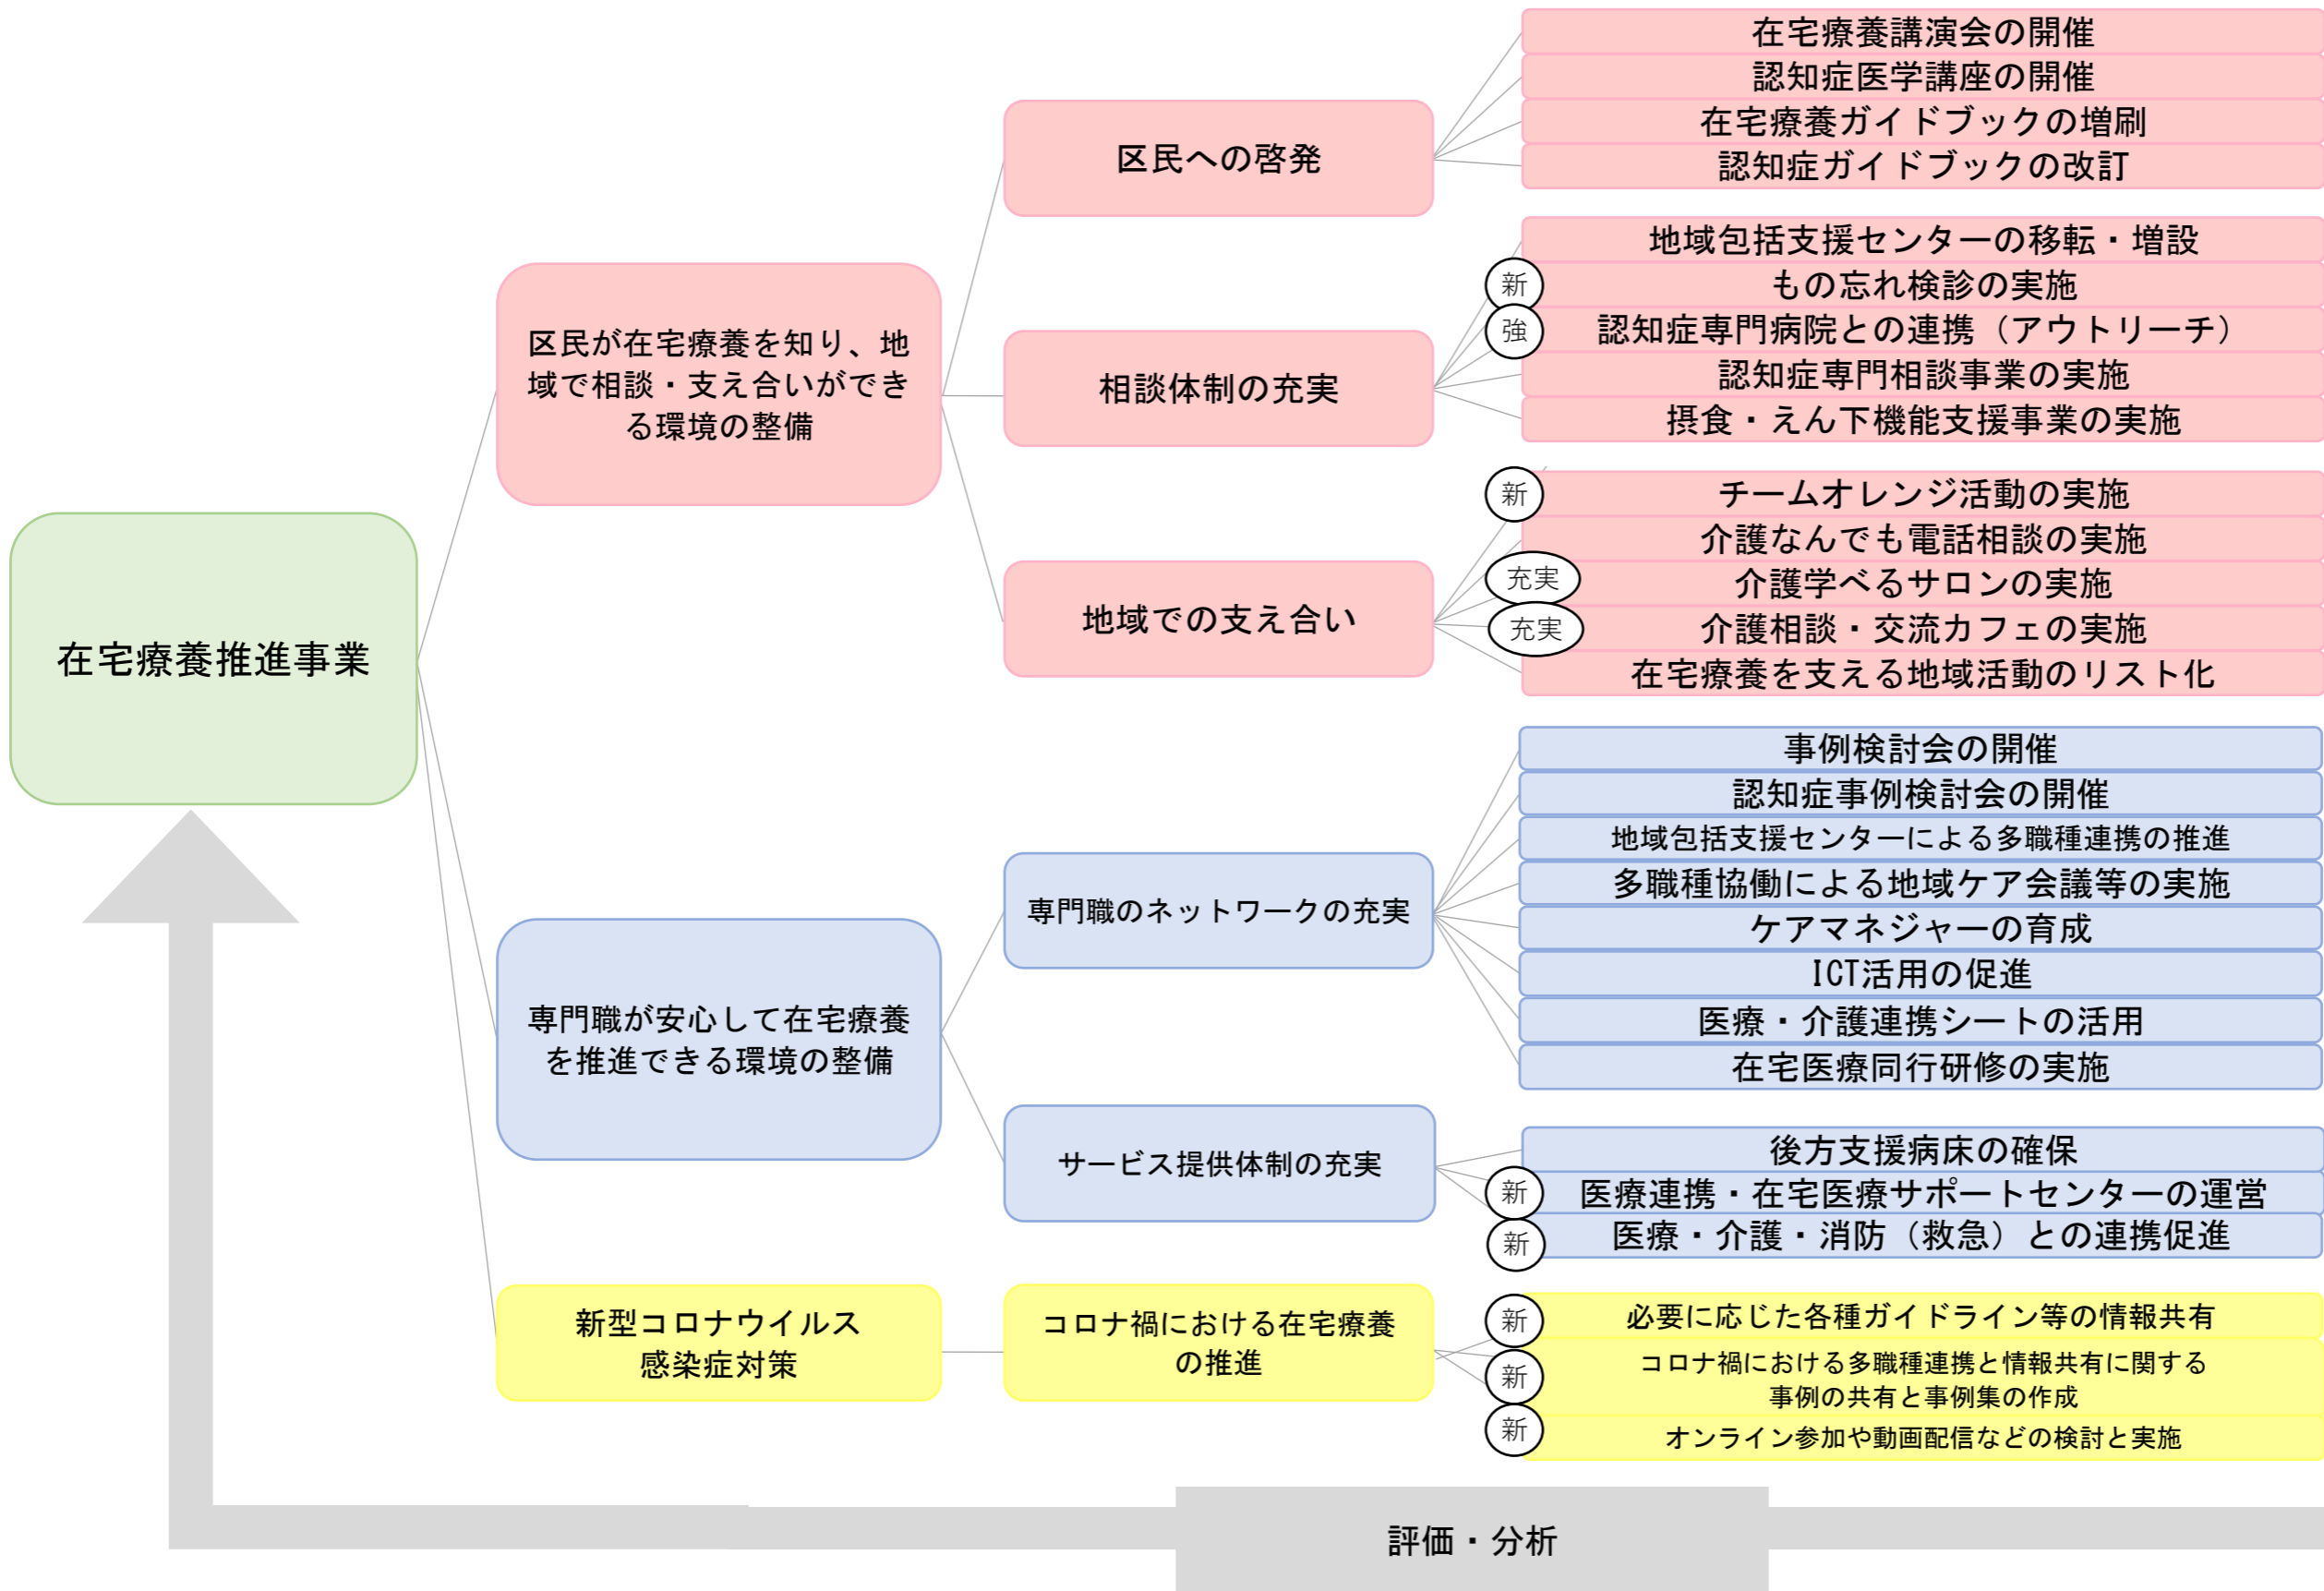 在宅療養推進事業
区民が在宅療養を知り、地
域で相談・支え合いができ
る環境の整備
区民への啓発
在宅療養講演会の開催
認知症医学講座の開催
在宅療養ガイドブックの増刷
認知症ガイドブックの改訂
相談体制の充実
地域包括支援センターの移転・増設
新
もの忘れ検診の実施
強
認知症専門病院との連携（アウトリーチ）
認知症専門相談事業の実施
摂食・えん下機能支援事業の実施
地域での支え合い
新
チームオレンジ活動の実施
介護なんでも電話相談の実施
充実
介護学べるサロンの実施
充実
介護相談・交流カフェの実施
在宅療養を支える地域活動のリスト化
専門職が安心して在宅療養
を推進できる環境の整備
専門職のネットワークの充実
事例検討会の開催
認知症事例検討会の開催
地域包括支援センターによる多職種連携の推進
多職種協働による地域ケア会議等の実施
ケアマネジャーの育成
ICT活用の促進
医療・介護連携シートの活用
在宅医療同行研修の実施
サービス提供体制の充実
後方支援病床の確保
新
医療連携・在宅医療サポートセンターの運営
新
医療・介護・消防（救急）との連携促進
新型コロナウイルス
感染症対策
コロナ禍における在宅療養
の推進
新
必要に応じた各種ガイドライン等の情報共有
新
コロナ禍における多職種連携と情報共有に関する
事例の共有と事例集の作成
新
オンライン参加や動画配信などの検討と実施
評価・分析